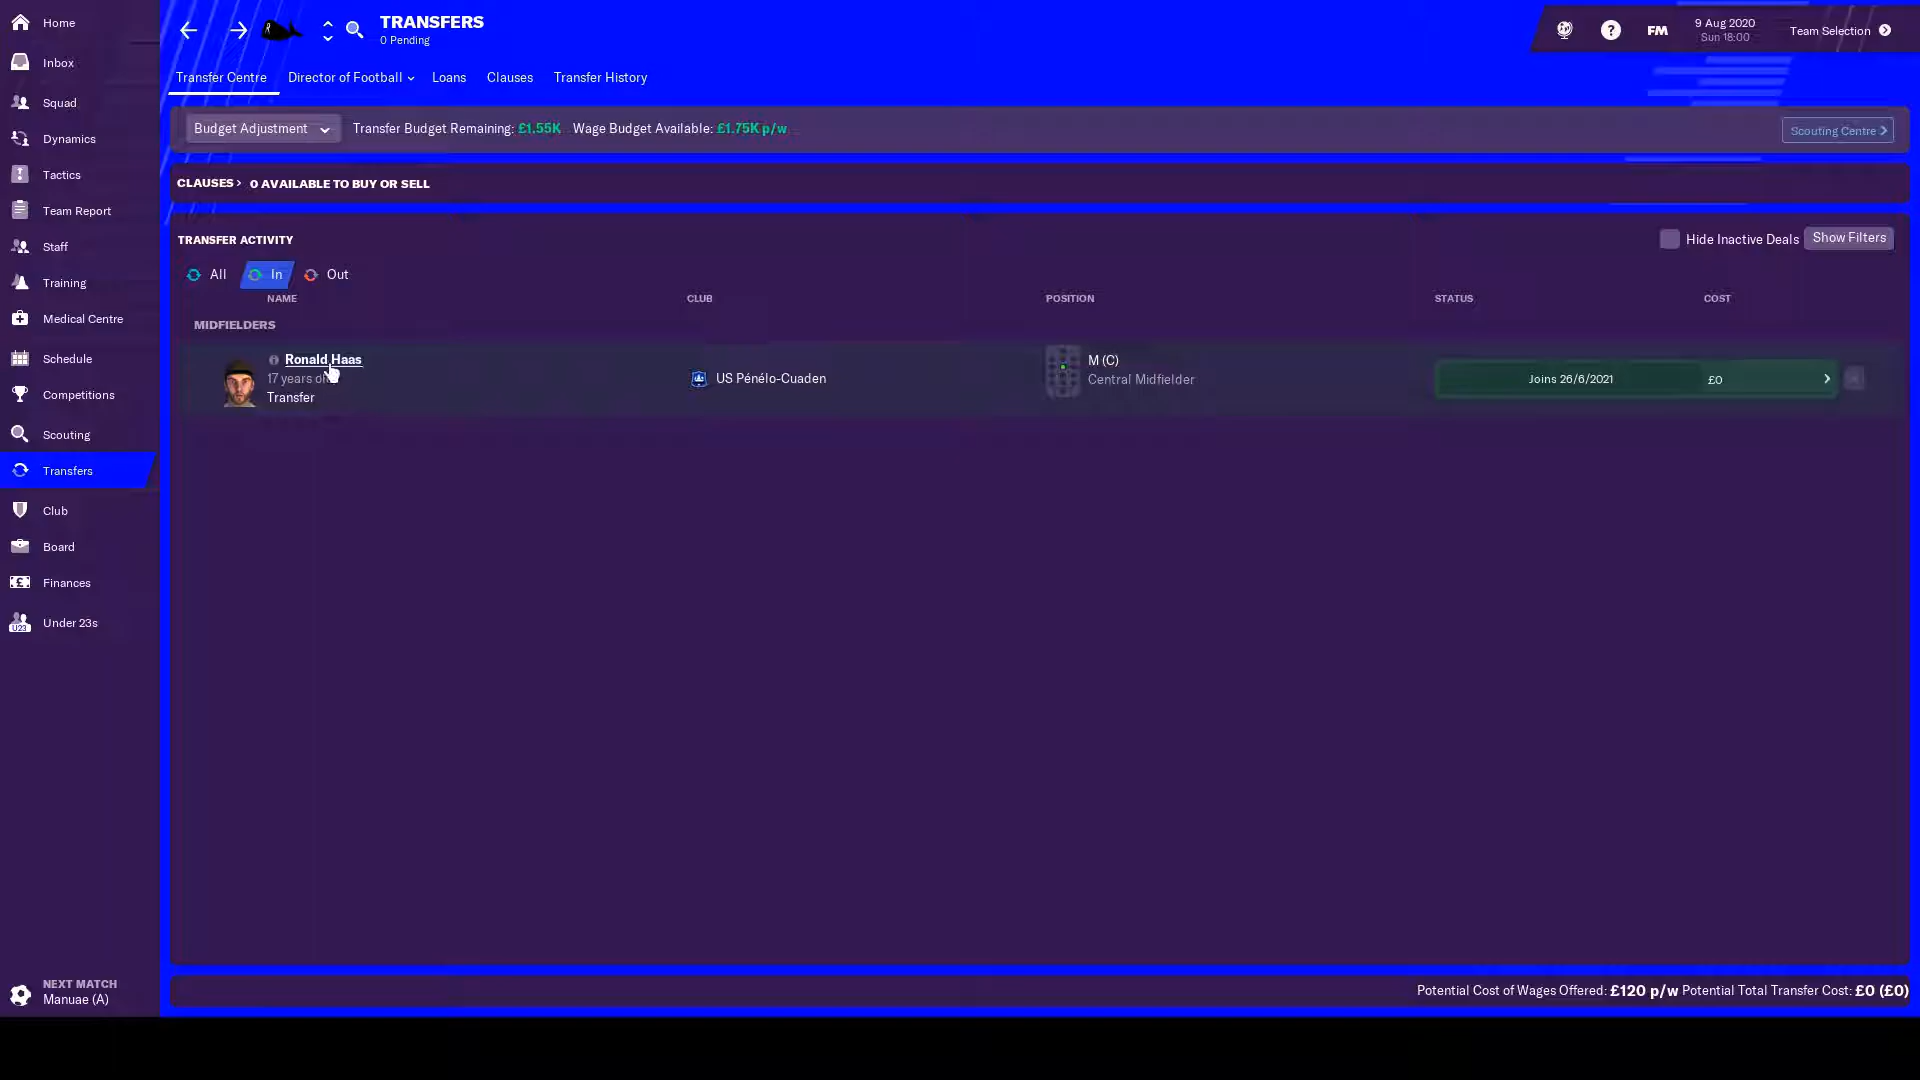 Home
Inbox
Squad
Dynamics
Tactics
Team Report
Staff
Training
Medical Centre
Schedule
Competitions
Scouting
Transfers
Club
Board
Finances
U23
Under 23s
NEXT MATCH
Manuae (A)
TRANSFERS
0 Pending
?
FM
9 Aug 2020
Sun 18:00
Team Selection
Transfer Centre Director of Football Loans Clauses Transfer History
Budget Adjustment Transfer Budget Remaining: £1.55K Wage Budget Available: £1.75K p/w Scouting Centre
CLAUSES > 0 AVAILABLE TO BUY OR SELL
TRANSFER ACTIVITY Hide Inactive Deals Show Filters
All In Out
NAME CLUB POSITION STATUS COST
MIDFIELDERS
Ronald Haas
17 years
Transfer
US Pénélo-Cuaden
M (C)
Central Midfielder
Joins 26/6/2021 £0
Potential Cost of Wages Offered: £120 p/w Potential Total Transfer Cost: £0 (£0)